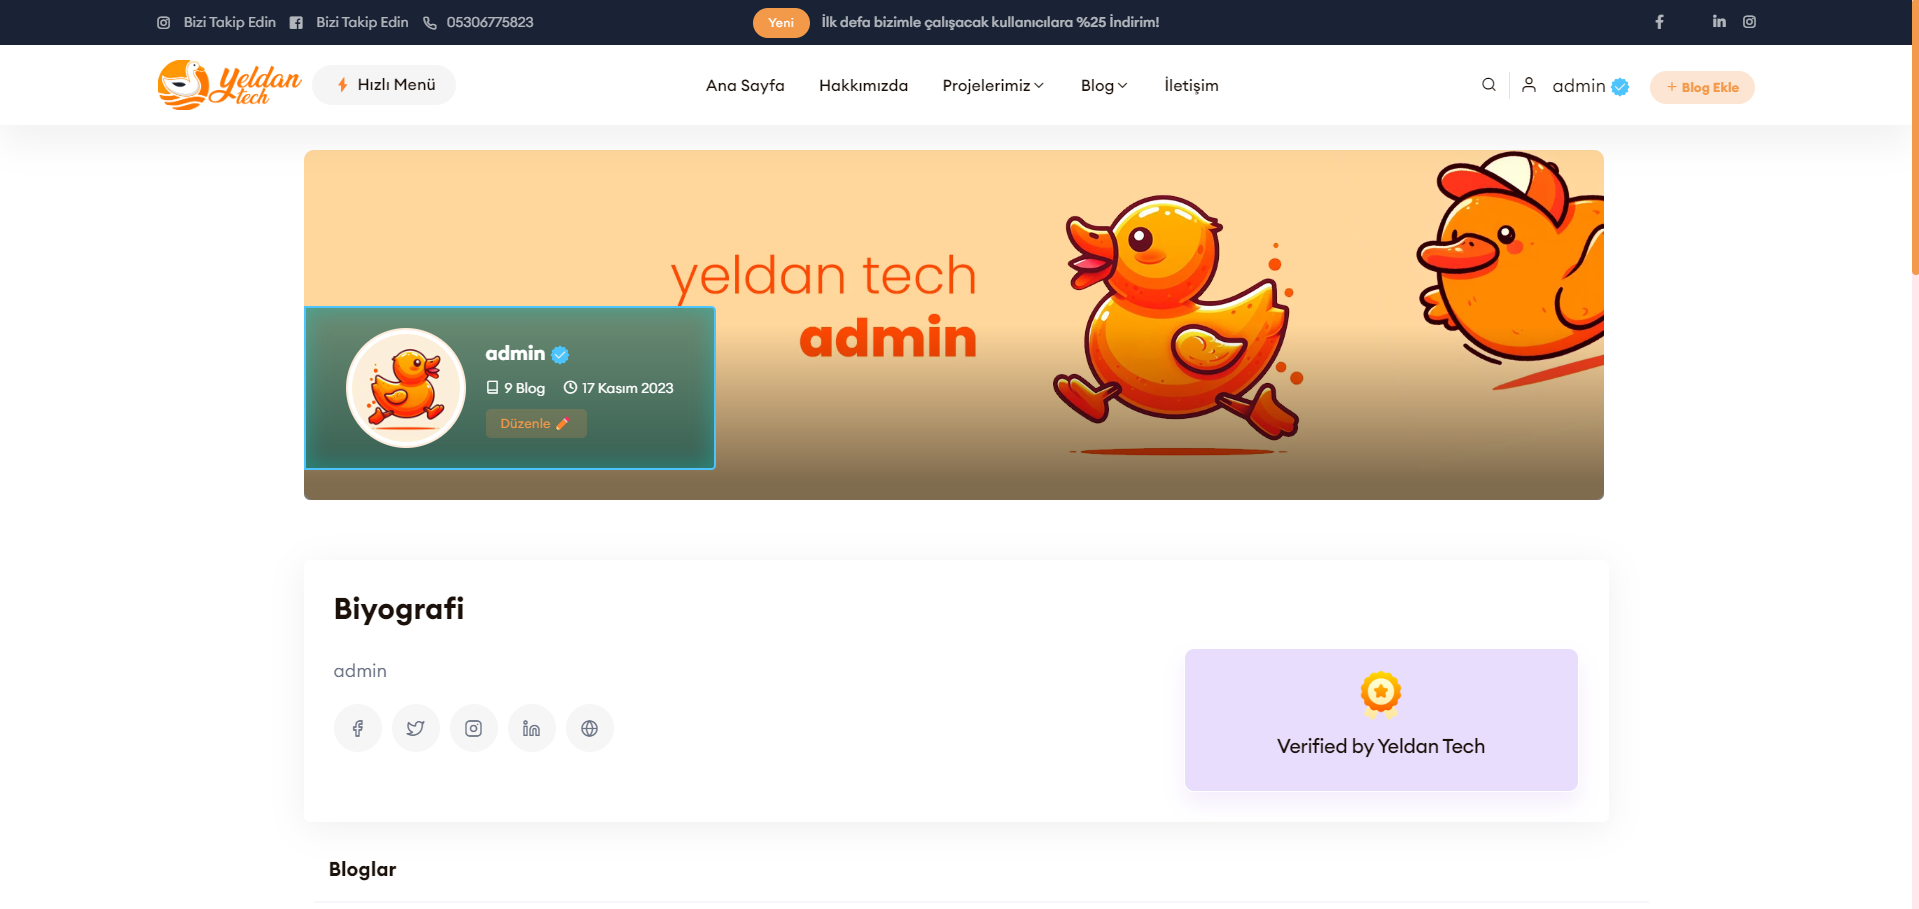 Bizi Takip Edin Bizi Takip Edin 05306775823 Yeni İlk defa bizimle çalışacak kullanıcılara %25 İndirim!
Yeldan tech Hızlı Menü Ana Sayfa Hakkımızda Projelerimiz Blog İletişim admin + Blog Ekle
yeldan tech
admin
admin
9 Blog 17 Kasım 2023
Düzenle
Biyografi
admin
Verified by Yeldan Tech
Bloglar